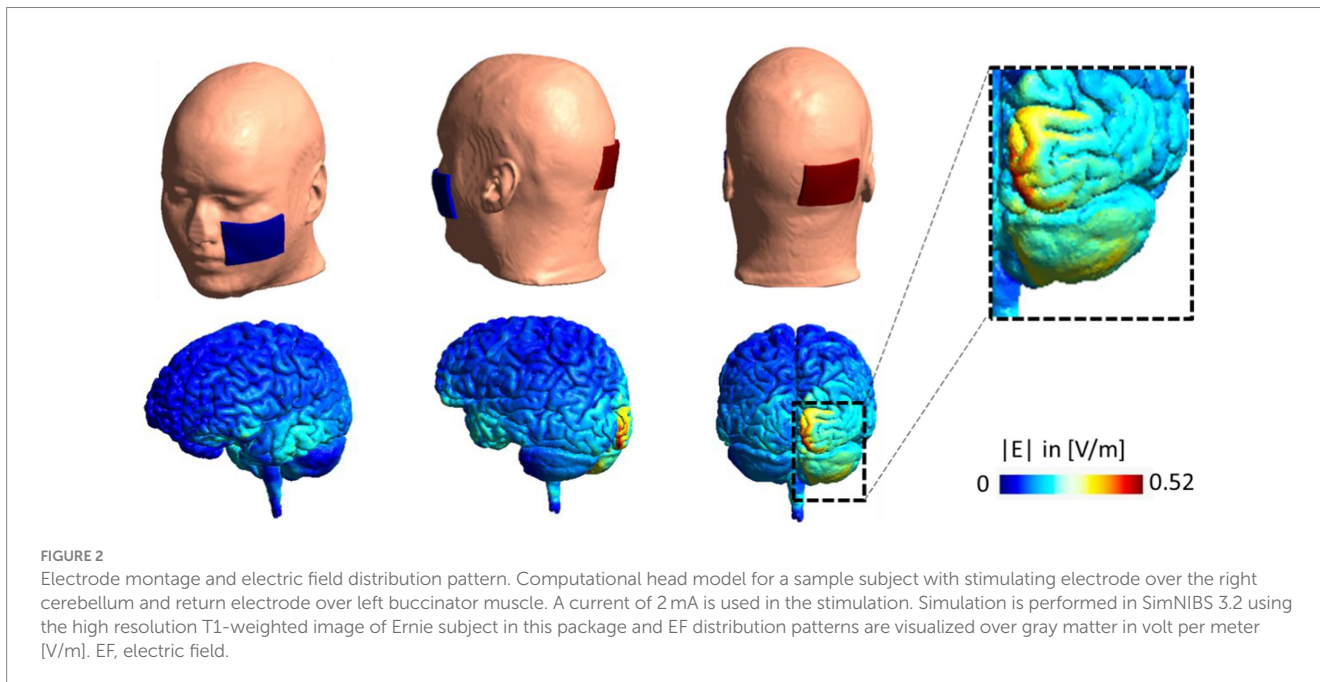 |E| in [V/m]
0 0.52
FIGURE 2
Electrode montage and electric field distribution pattern. Computational head model for a sample subject with stimulating electrode over the right
cerebellum and return electrode over left buccinator muscle. A current of 2 mA is used in the stimulation. Simulation is performed in SimNIBS 3.2 using
the high resolution T1-weighted image of Ernie subject in this package and EF distribution patterns are visualized over gray matter in volt per meter
[V/m]. EF, electric field.